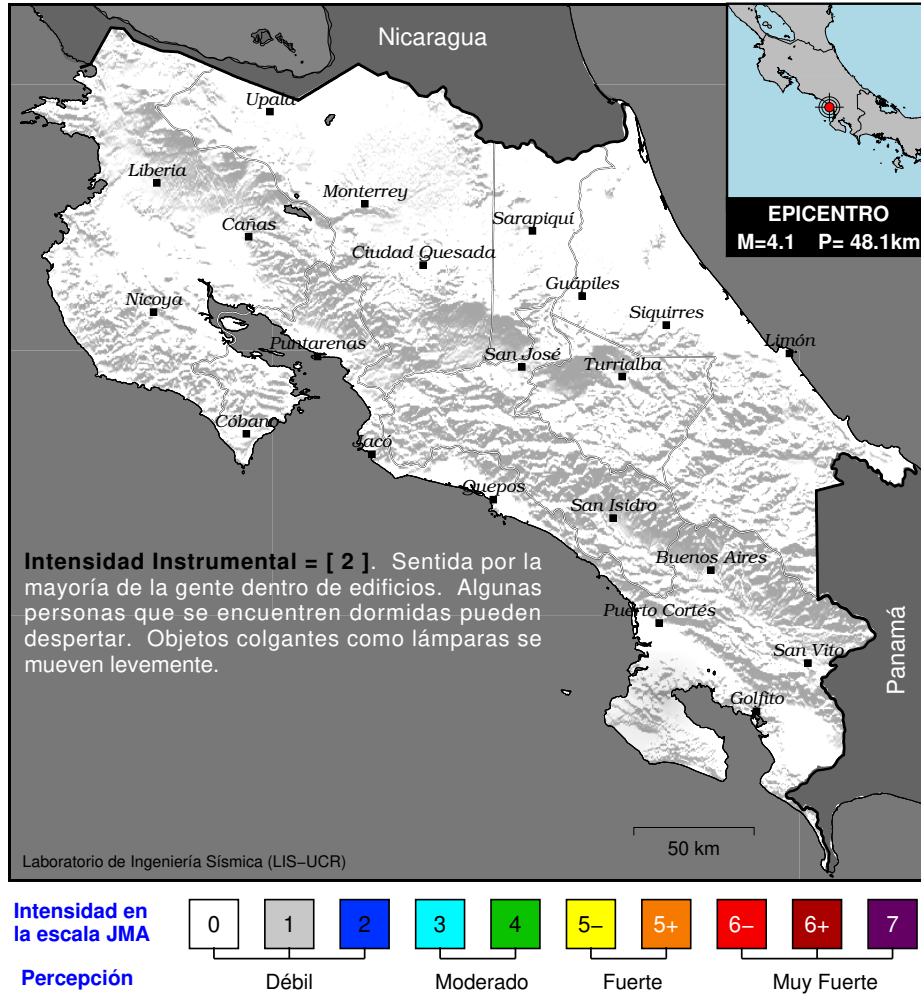 Nicaragua
Upala
Liberia
Monterrey
Cañas
Sarapiquí
Ciudad Quesada
Guápiles
Nicoya
Siquirres
Puntarenas
San José
Limón
Turrialba
Cóbano
Jacó
Quepos
San Isidro
Buenos Aires
Puerto Cortés
San Vito
Golfito
Panamá
EPICENTRO
M=4.1 P= 48.1km
Intensidad Instrumental = [ 2 ]. Sentida por la
mayoría de la gente dentro de edificios. Algunas
personas que se encuentren dormidas pueden
despertar. Objetos colgantes como lámparas se
mueven levemente.
50 km
Laboratorio de Ingeniería Sísmica (LIS−UCR)
Intensidad en
la escala JMA
0 1 2 3 4 5− 5+ 6− 6+ 7
Percepción
Débil Moderado Fuerte Muy Fuerte